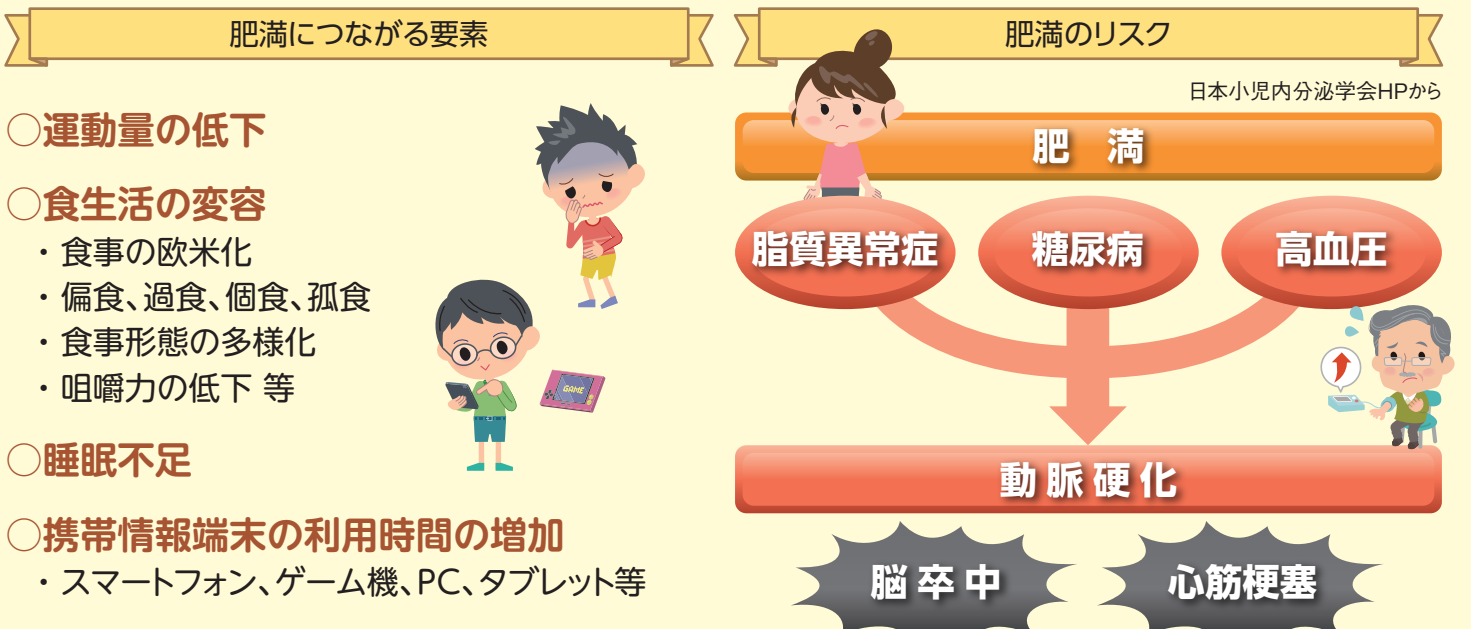 肥満につながる要素
○運動量の低下
○食生活の変容
・食事の欧米化
・偏食、過食、個食、孤食
・食事形態の多様化
・咀嚼力の低下 等
GAME
○睡眠不足
○携帯情報端末の利用時間の増加
・スマートフォン、ゲーム機、PC、タブレット等
肥満のリスク
日本小児内分泌学会HPから
肥 満
脂質異常症
糖尿病
高血圧
動脈硬化
脳卒中
心筋梗塞